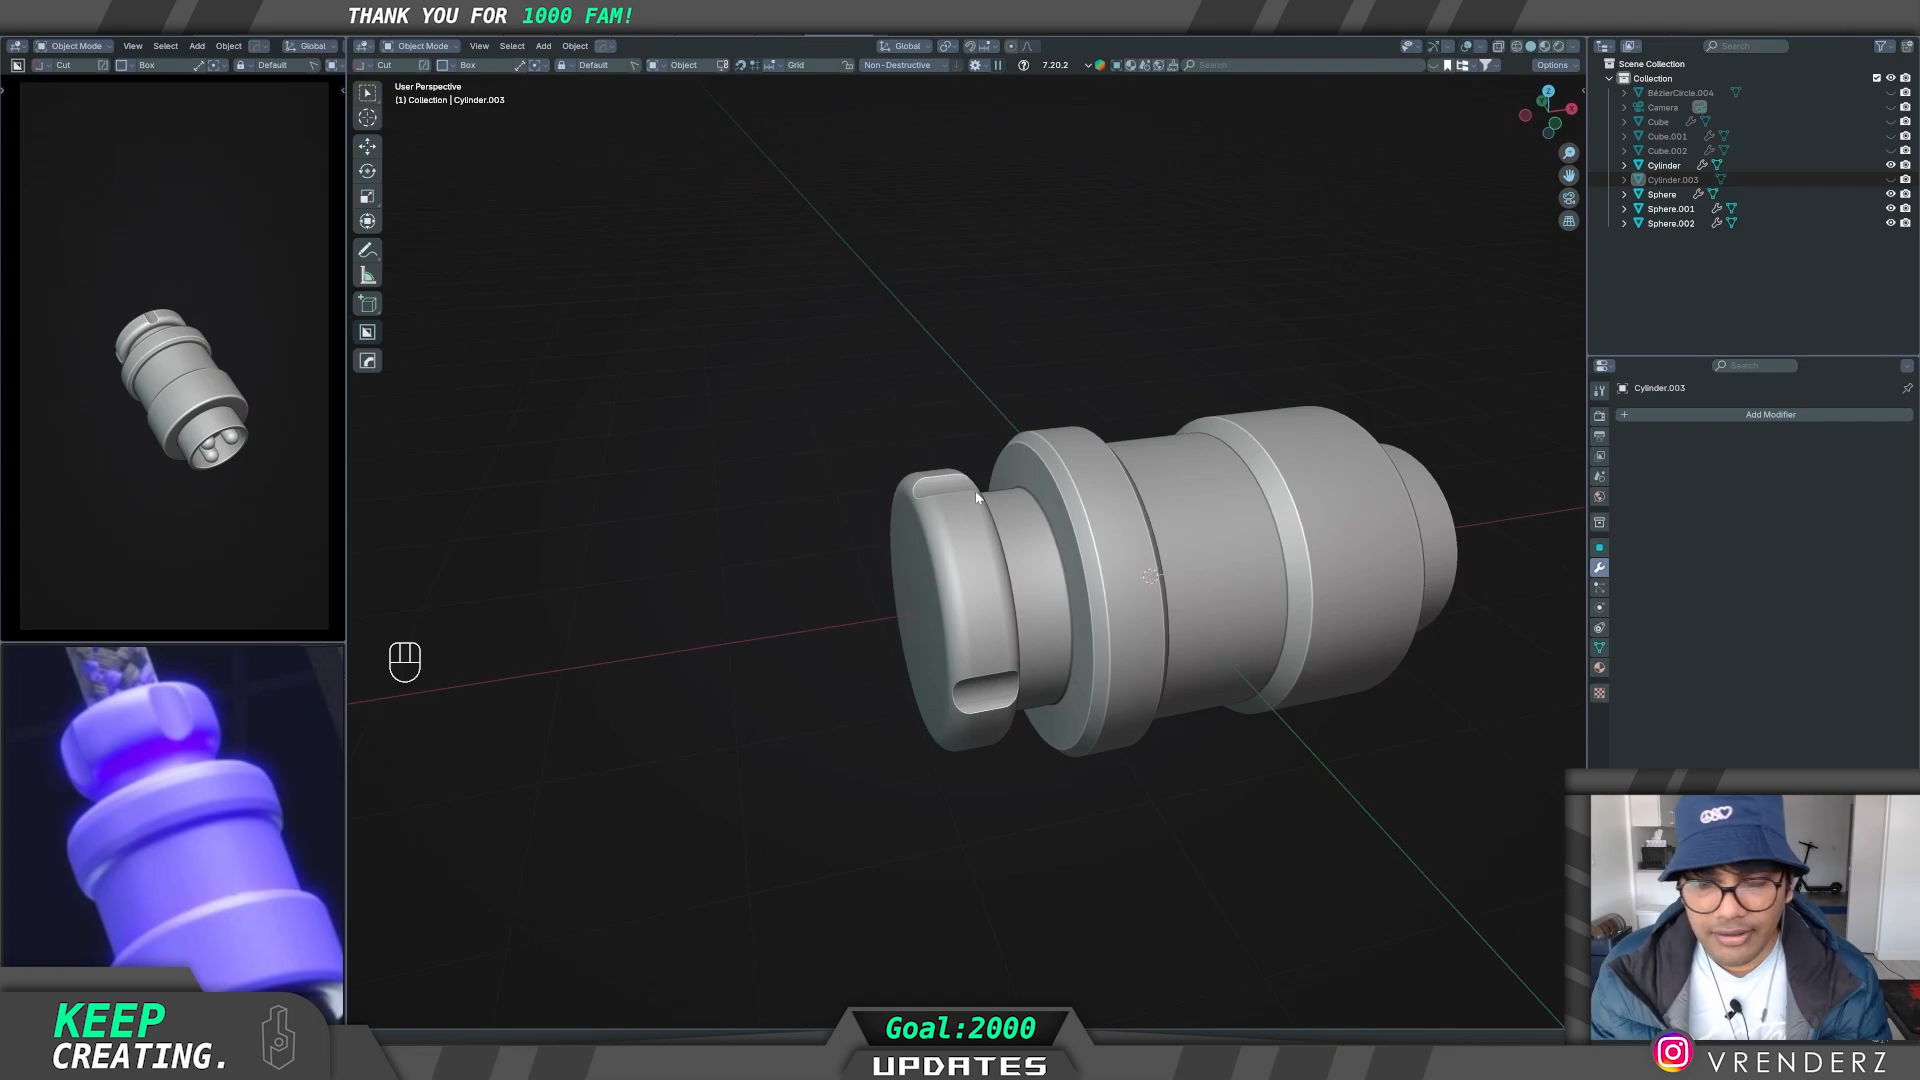 THANK YOU FOR 1000 FAM!
Object Mode View Select Add Object Global
Object Mode View Select Add Object Global
Search
Cut Box Default
Cut Box Default Object Grid Non-Destructive 7.20.2 Search Options
User Perspective
(1) Collection | Cylinder.003
Z
X
Y
Scene Collection
Collection
BézierCircle.004
Camera
Cube
Cube.001
Cube.002
Cylinder
Cylinder.003
Sphere
Sphere.001
Sphere.002
Search
Cylinder.003
Add Modifier
KEEP
CREATING.
Goal:2000
UPDATES
VRENDERZ